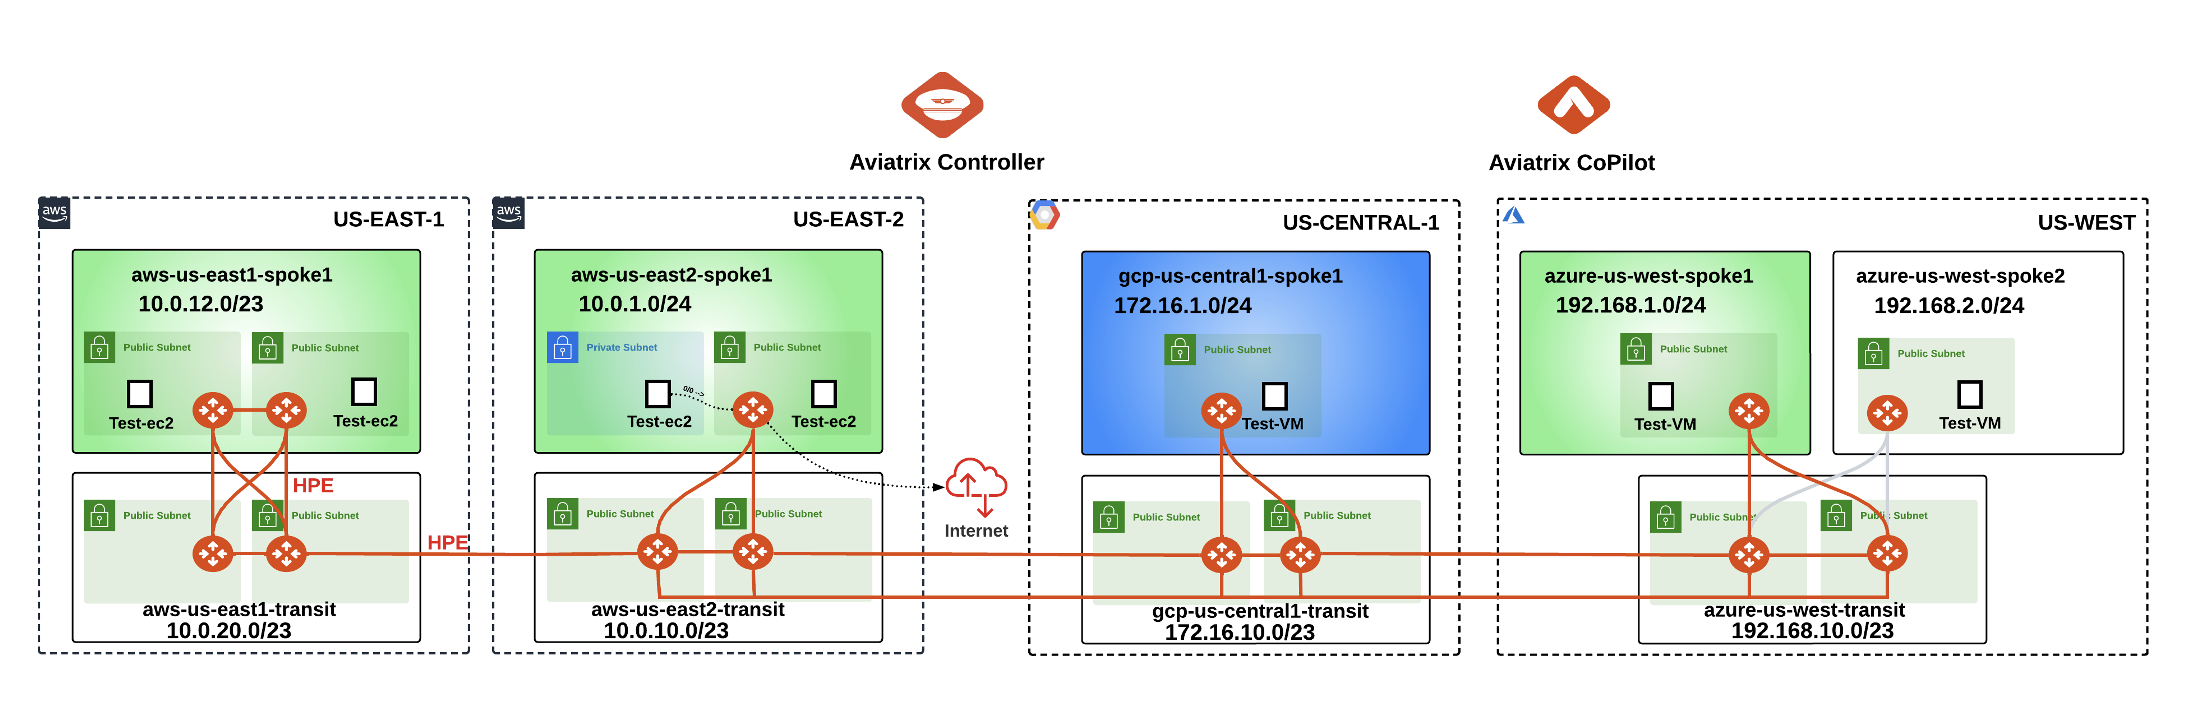 Aviatrix Controller
Aviatrix CoPilot
aws
US-EAST-1
aws-us-east1-spoke1
10.0.12.0/23
Public Subnet
Public Subnet
Test-ec2
Test-ec2
HPE
Public Subnet
Public Subnet
HPE
aws-us-east1-transit
10.0.20.0/23
aws
US-EAST-2
aws-us-east2-spoke1
10.0.1.0/24
Private Subnet
Public Subnet
0/0 -->
Test-ec2
Test-ec2
Public Subnet
Public Subnet
aws-us-east2-transit
10.0.10.0/23
Internet
US-CENTRAL-1
gcp-us-central1-spoke1
172.16.1.0/24
Public Subnet
Test-VM
Public Subnet
Public Subnet
gcp-us-central1-transit
172.16.10.0/23
US-WEST
azure-us-west-spoke1
192.168.1.0/24
Public Subnet
Test-VM
azure-us-west-spoke2
192.168.2.0/24
Public Subnet
Test-VM
Public Subnet
Public Subnet
azure-us-west-transit
192.168.10.0/23